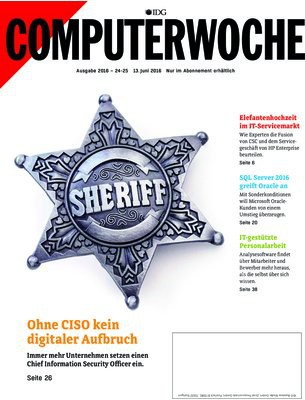 IDG
COMPUTERWOCHE
Ausgabe 2016 – 24-25 13. Juni 2016 Nur im Abonnement erhältlich
Elefantenhochzeit
im IT-Servicemarkt
Wie Experten die Fusion
von CSC und dem Service-
geschäft von HP Enterprise
beurteilen.
Seite 6
SQL Server 2016
greift Oracle an
Mit Sonderkonditionen
will Microsoft Oracle-
Kunden von einem
Umstieg überzeugen.
Seite 20
IT-gestützte
Personalarbeit
Analysesoftware findet
über Mitarbeiter und
Bewerber mehr heraus,
als die selbst über sich
wissen.
Seite 38
SHERIFF
Ohne CISO kein
digitaler Aufbruch
Immer mehr Unternehmen setzen einen
Chief Information Security Officer ein.
Seite 26